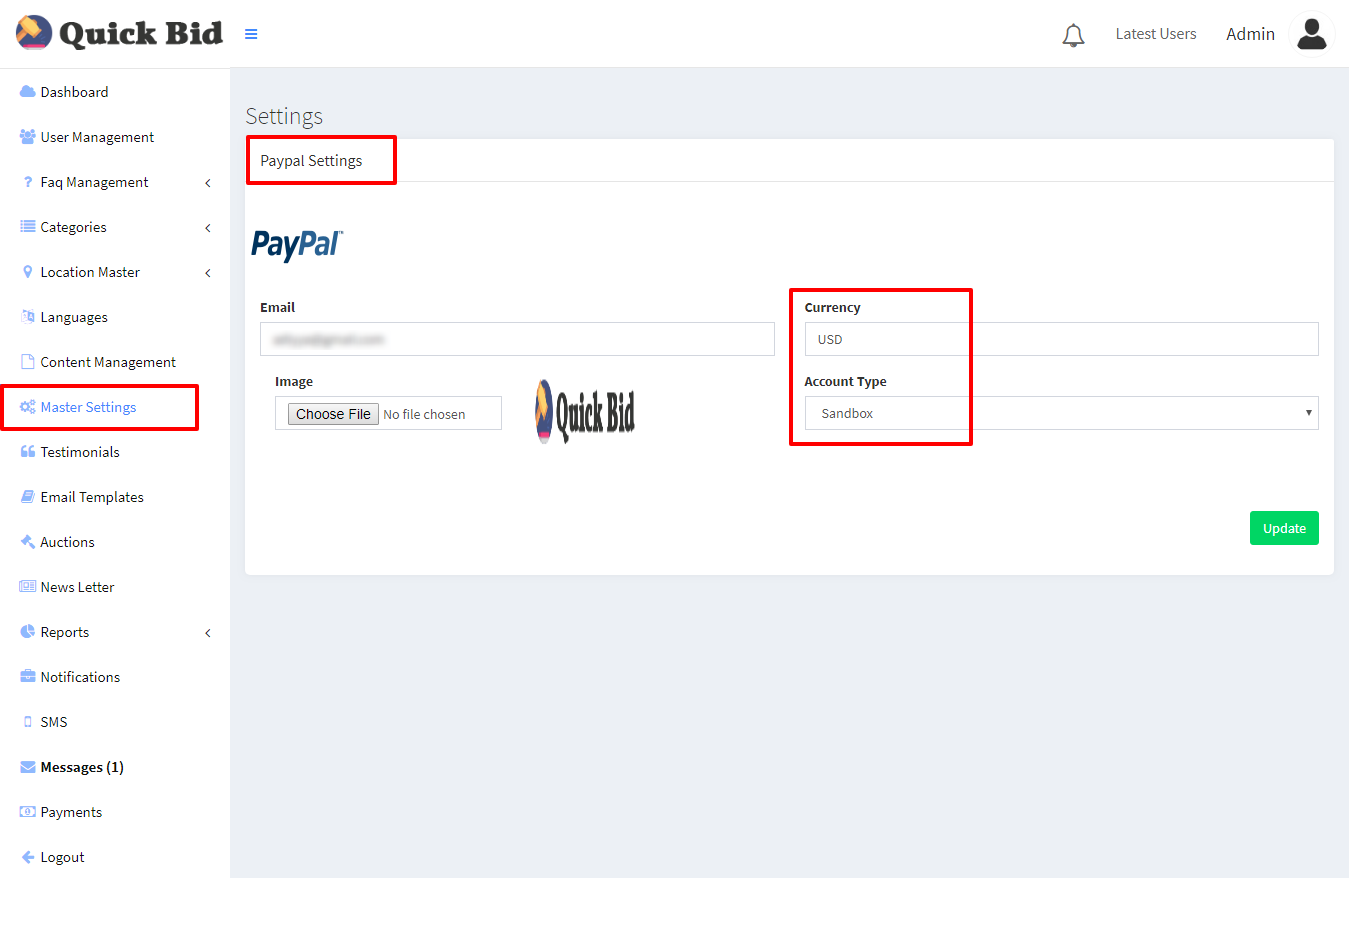 Quick Bid
Latest Users
Admin
Dashboard
User Management
Faq Management
Categories
Location Master
Languages
Content Management
Master Settings
Testimonials
Email Templates
Auctions
News Letter
Reports
Notifications
SMS
Messages (1)
Payments
Logout
Settings
Paypal Settings
PayPal™
Email
Currency
USD
Image
Choose File No file chosen
Quick Bid
Account Type
Sandbox
Update